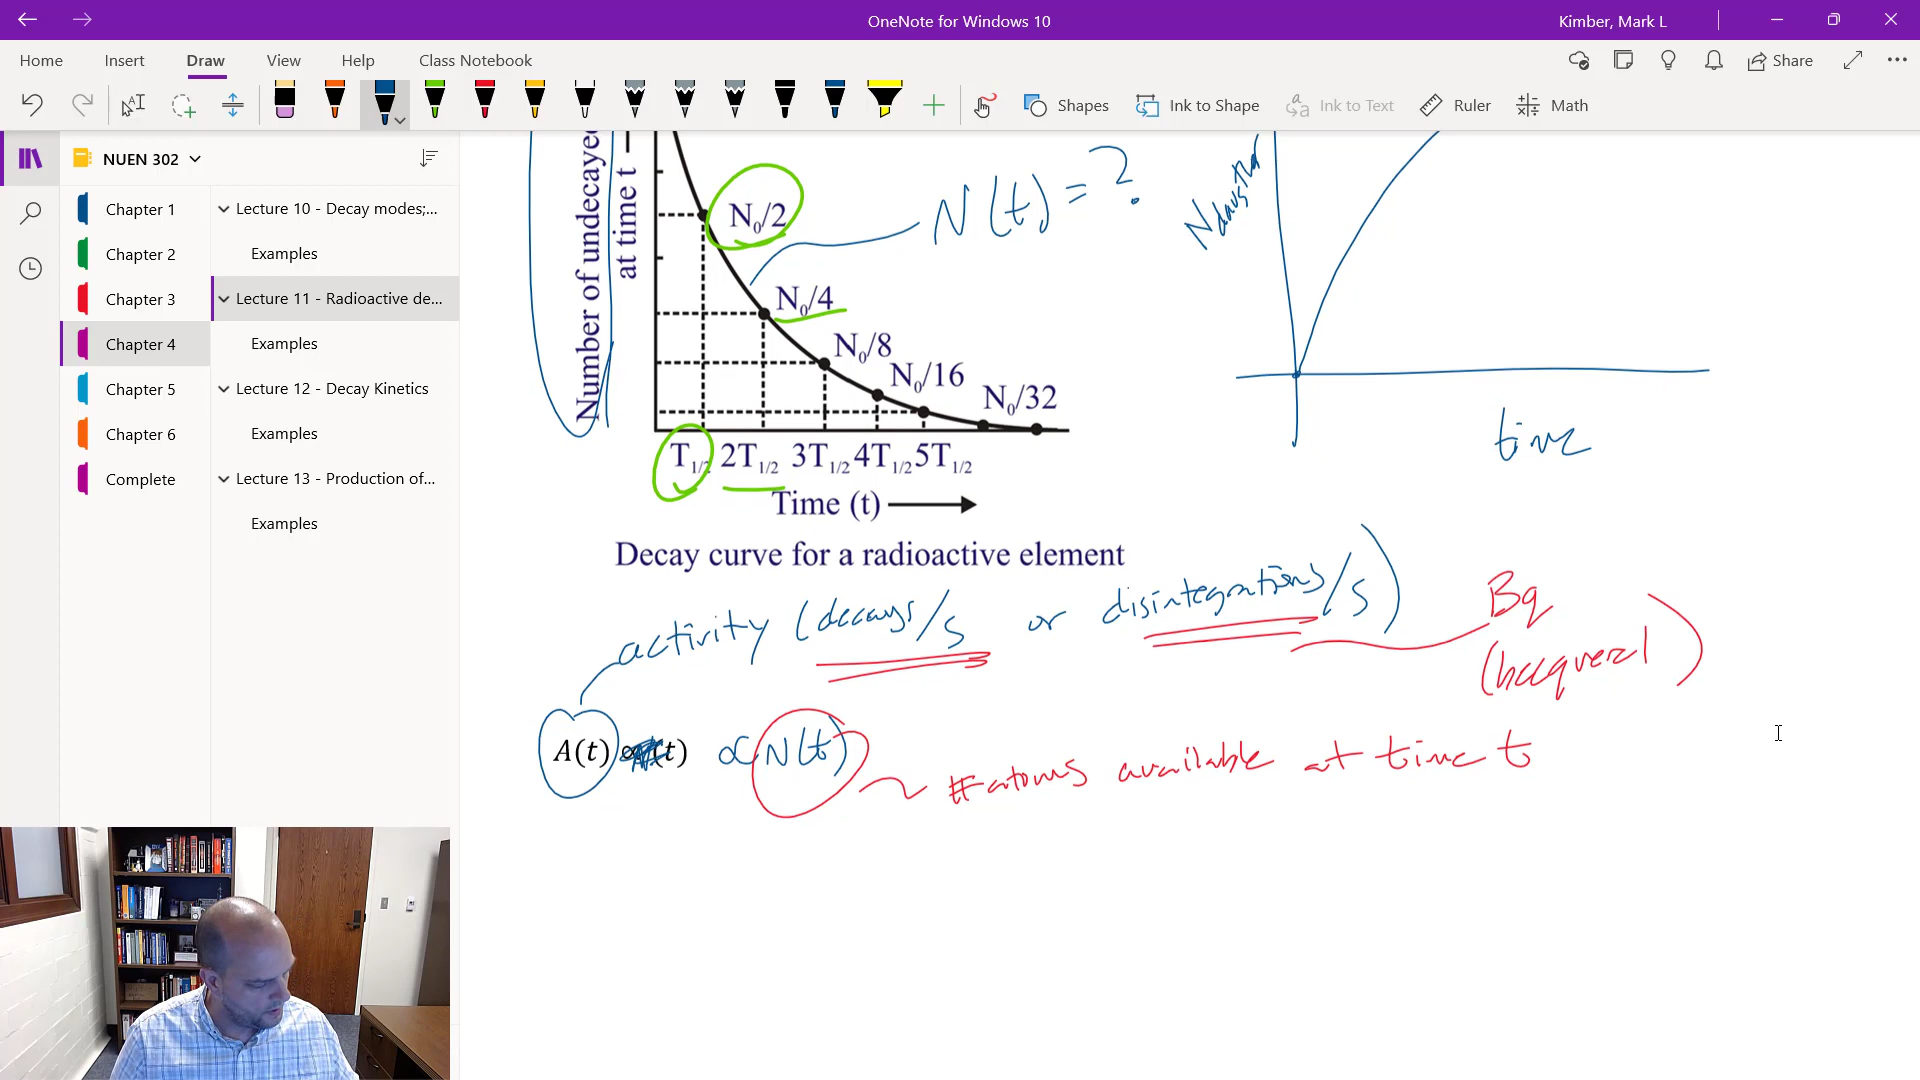 OneNote for Windows 10
Kimber, Mark L
Home Insert Draw View Help Class Notebook
Share
Shapes Ink to Shape Ink to Text Ruler Math
NUEN 302
Chapter 1
Chapter 2
Chapter 3
Chapter 4
Chapter 5
Chapter 6
Complete
Lecture 10 - Decay modes;...
Examples
Lecture 11 - Radioactive de...
Examples
Lecture 12 - Decay Kinetics
Examples
Lecture 13 - Production of...
Examples
Number of undecaye
at time t
N₀/2
N₀/4
N₀/8
N₀/16
N₀/32
T1/2 2T1/2 3T1/2 4T1/2 5T1/2
Time (t)
Decay curve for a radioactive element
N(t) = ?
time
activity (decays/s or disintegrations/s)
Bq
A(t) ∝ N(t)
# atoms available at time t